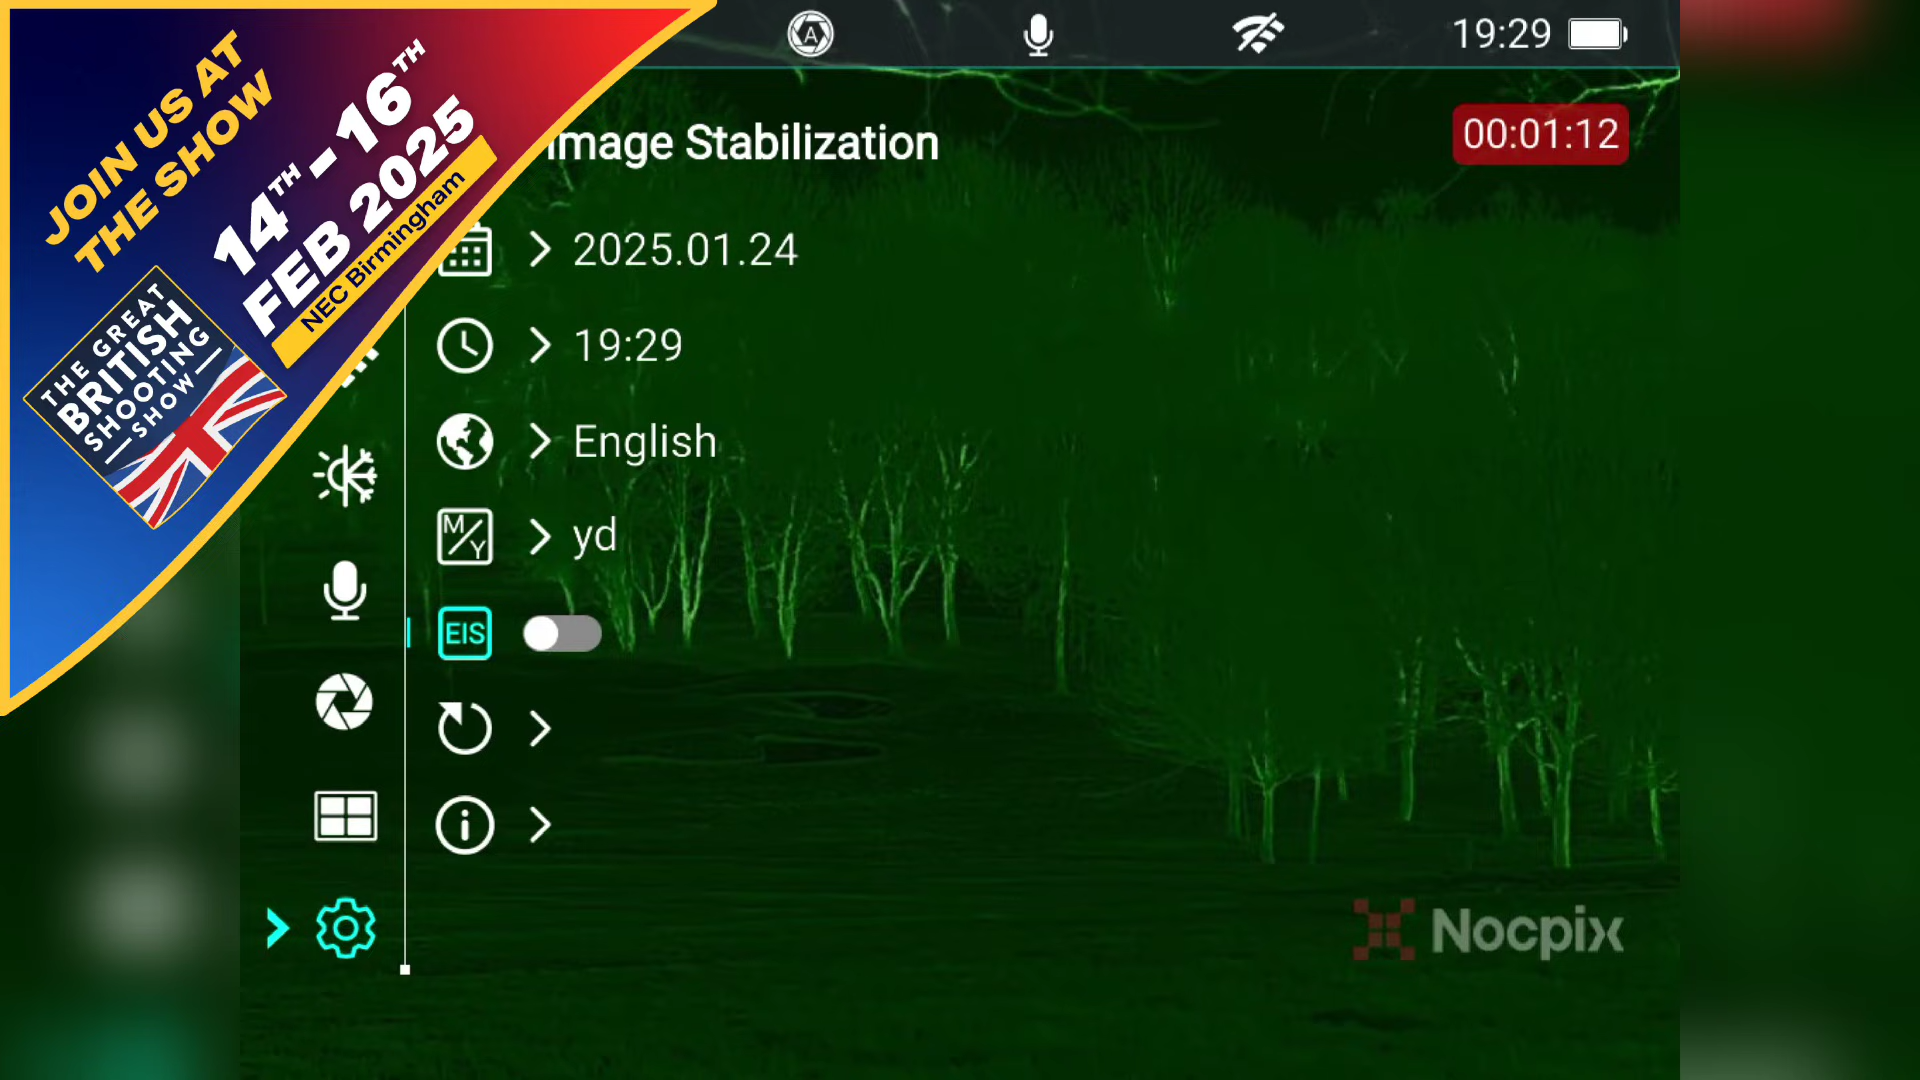 JOIN US AT
THE SHOW
14TH – 16TH
FEB 2025
NEC Birmingham
THE GREAT
BRITISH
SHOOTING
SHOW
A
19:29
00:01:12
Image Stabilization
2025.01.24
19:29
English
M/Y
yd
EIS
i
Nocpix